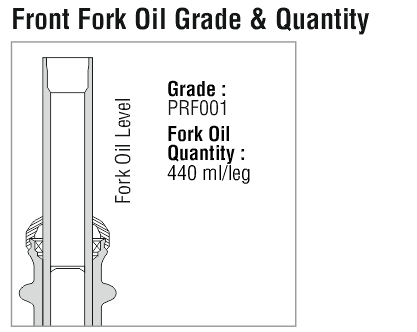 Front Fork Oil Grade & Quantity
Fork Oil Level
Grade :
PRF001
Fork Oil
Quantity :
440 ml/leg